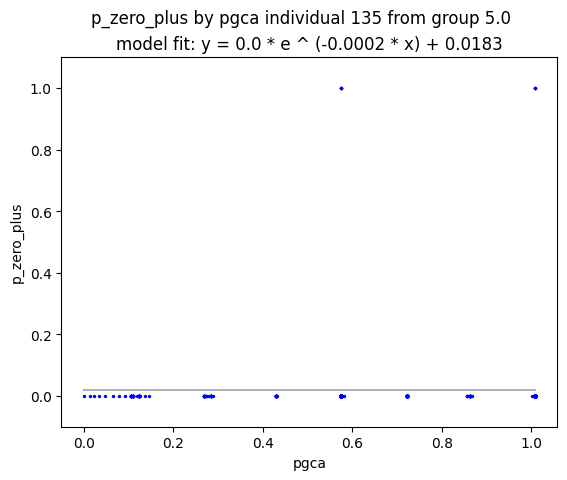 p_zero_plus by pgca individual 135 from group 5.0
model fit: y = 0.0 * e ^ (-0.0002 * x) + 0.0183
1.0
0.8
0.6
0.4
0.2
0.0
p_zero_plus
0.0 0.2 0.4 0.6 0.8 1.0
pgca